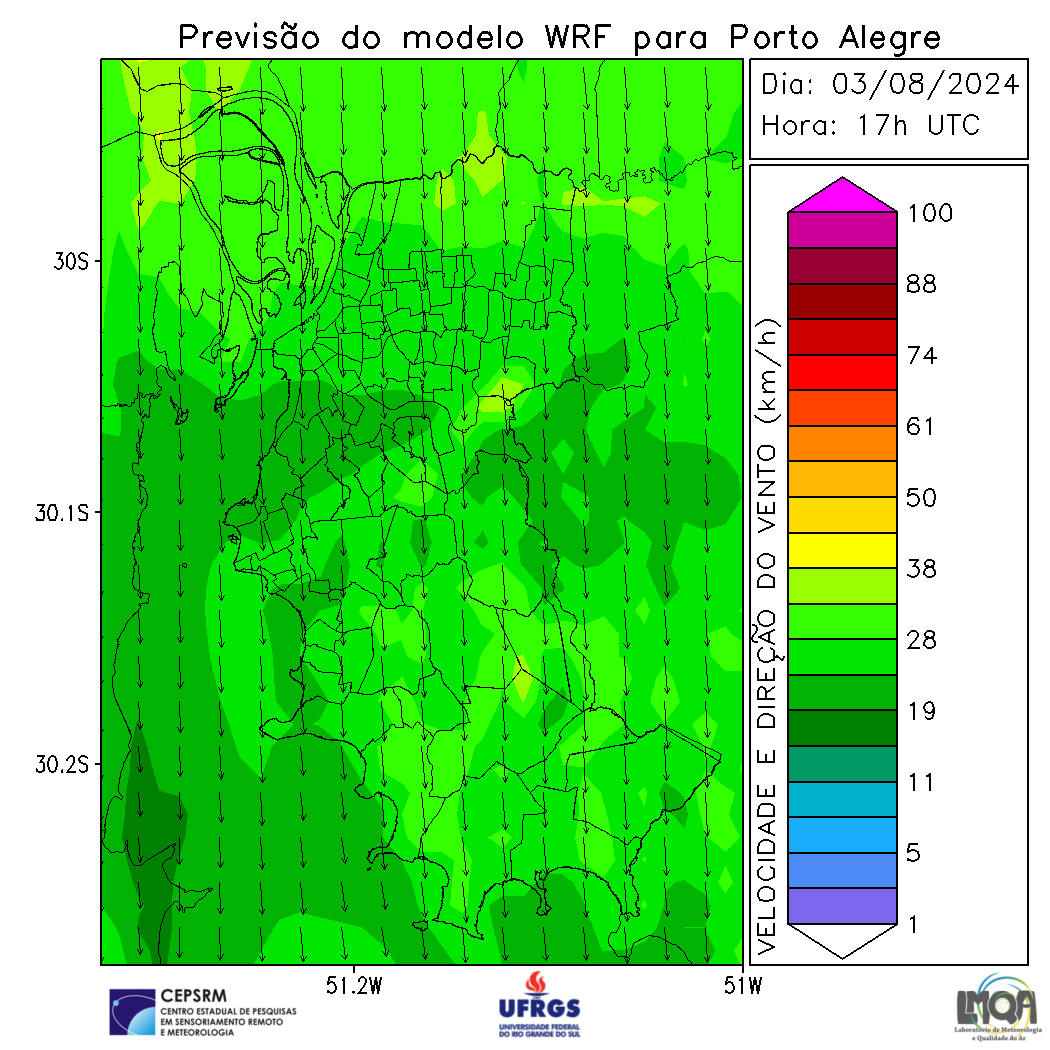 Previsão do modelo WRF para Porto Alegre
Dia: 03/08/2024
Hora: 17h UTC
100
88
74
61
50
38
28
19
11
5
1
VELOCIDADE E DIREÇÃO DO VENTO (km/h)
30S
30.1S
30.2S
51.2W
51W
CEPSRM
CENTRO ESTADUAL DE PESQUISAS
EM SENSORIAMENTO REMOTO
E METEOROLOGIA
UFRGS
UNIVERSIDADE FEDERAL
DO RIO GRANDE DO SUL
LMQA
Laboratório de Meteorologia
e Qualidade do Ar